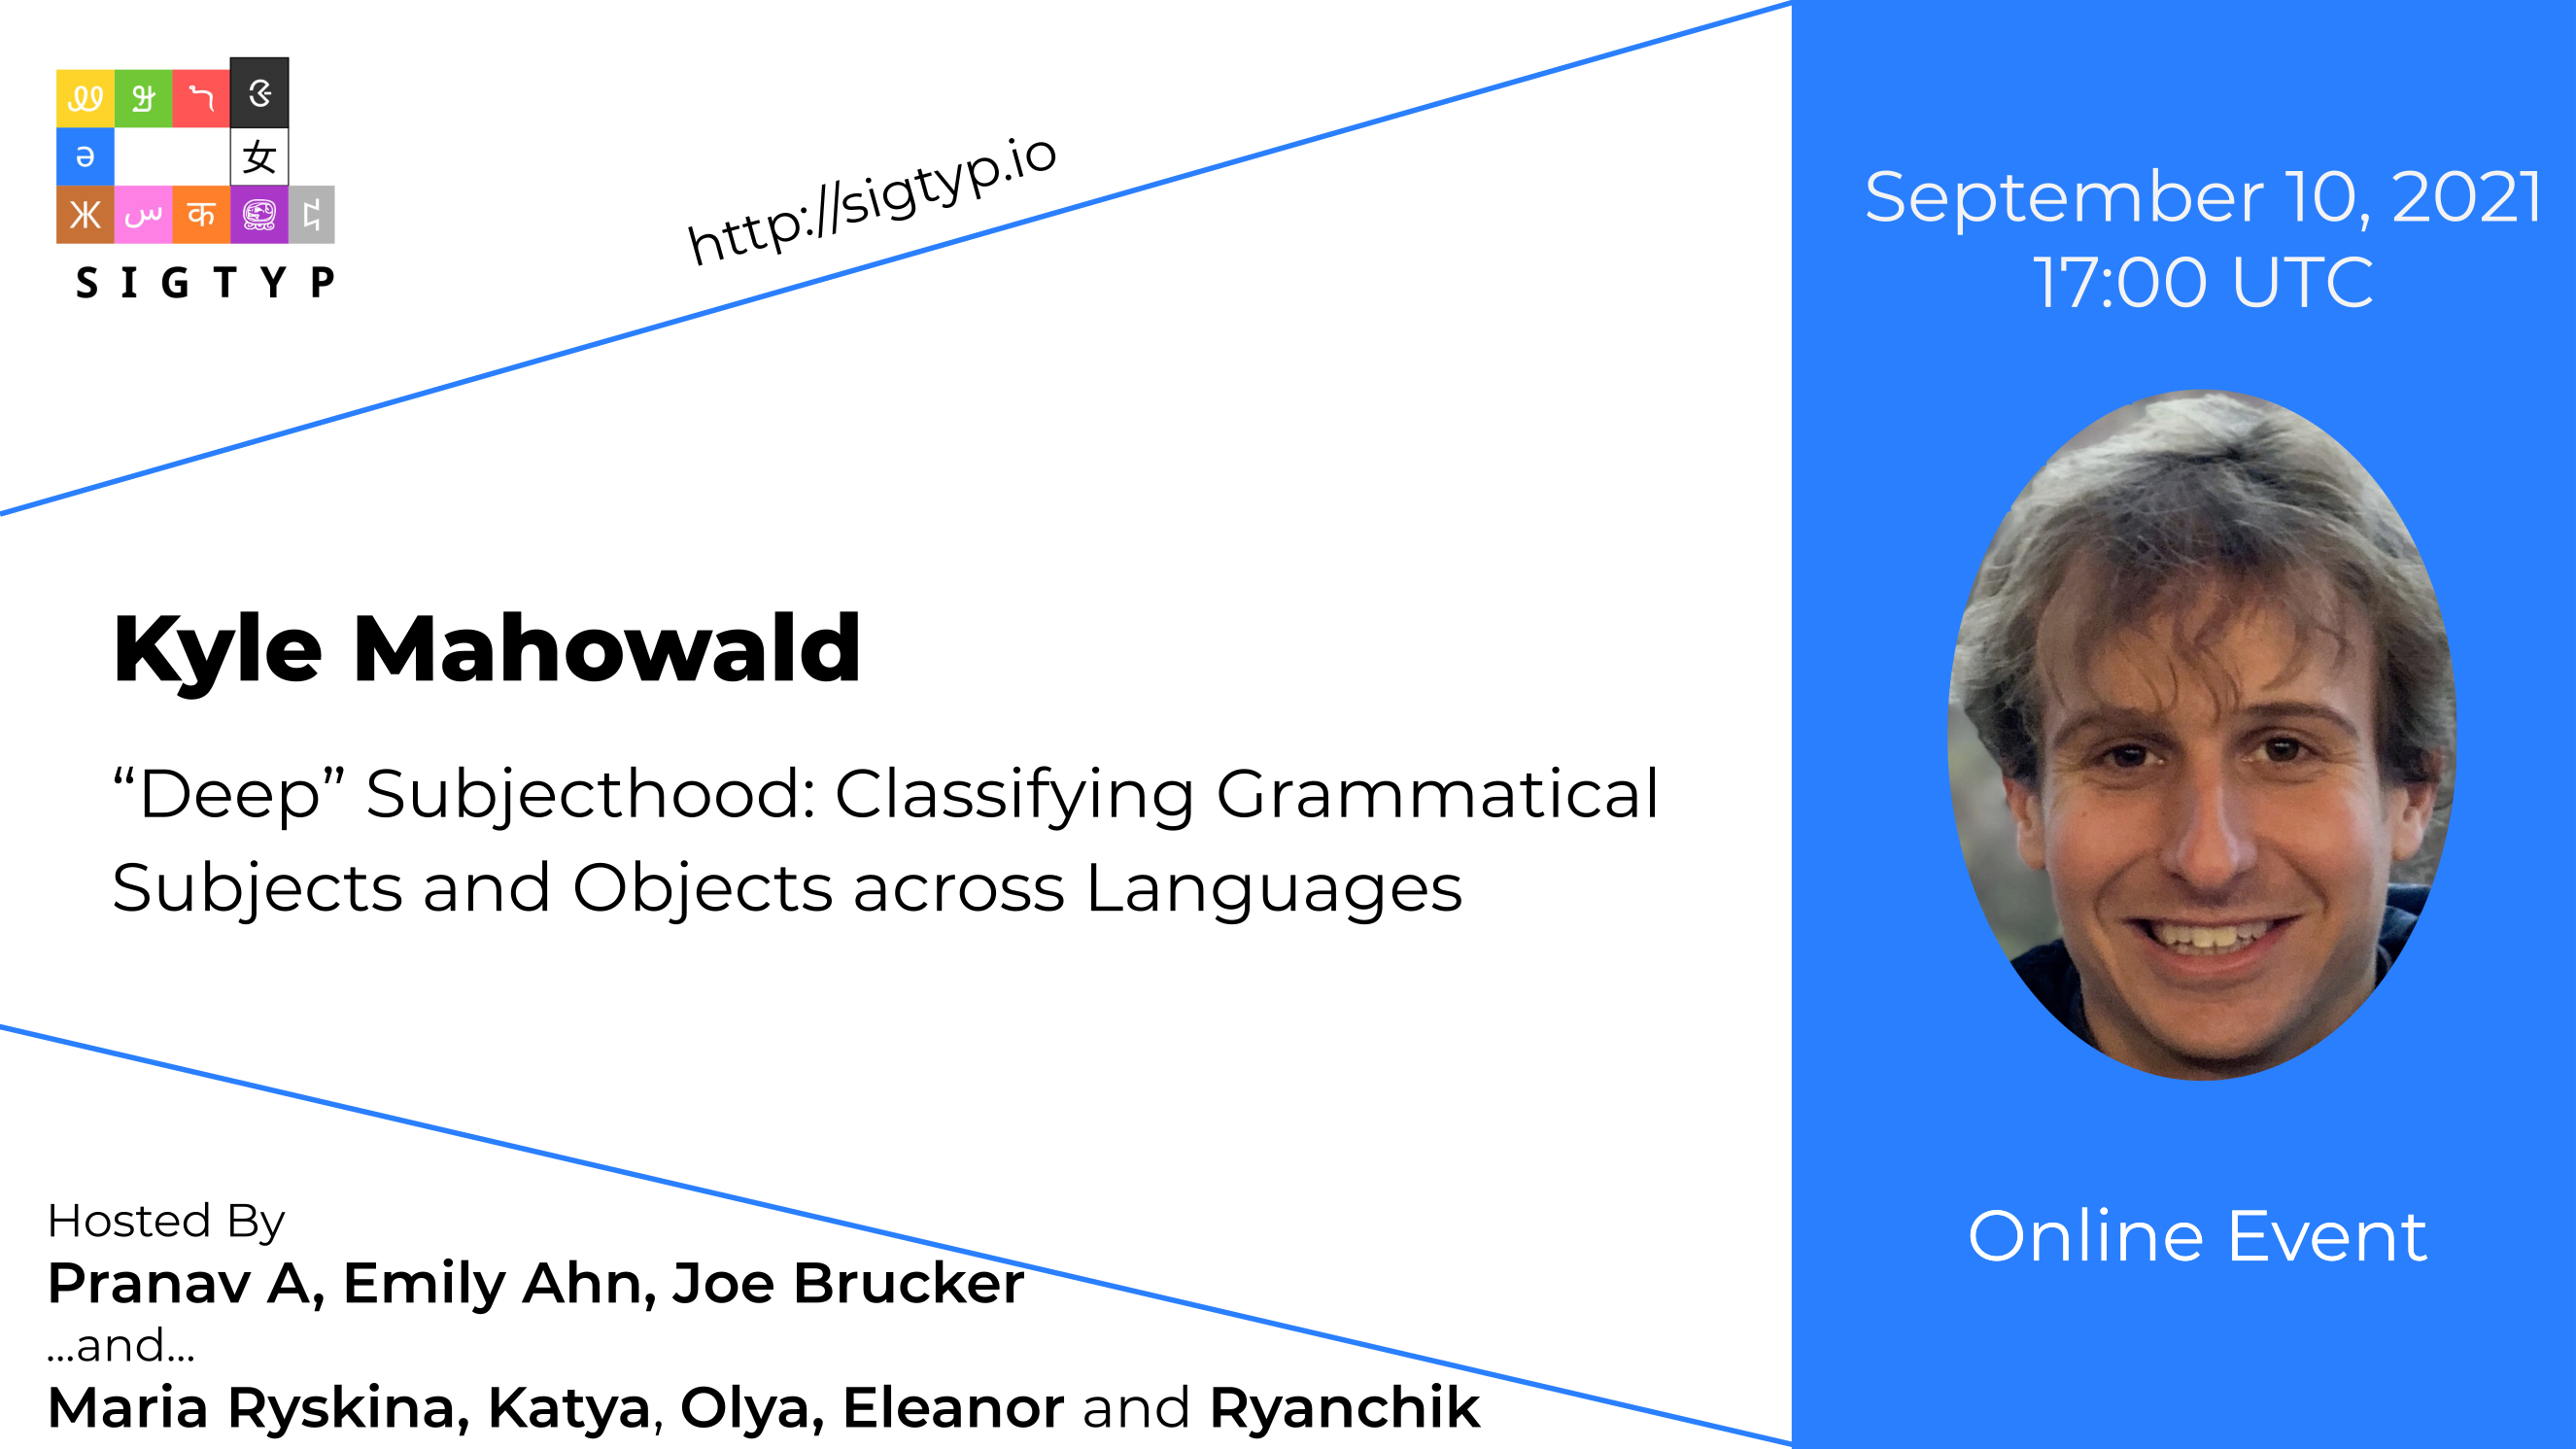 ə
女
Ж س क
S I G T Y P
http://sigtyp.io
September 10, 2021
17:00 UTC
Kyle Mahowald
“Deep” Subjecthood: Classifying Grammatical
Subjects and Objects across Languages
Online Event
Hosted By
Pranav A, Emily Ahn, Joe Brucker
...and...
Maria Ryskina, Katya, Olya, Eleanor and Ryanchik